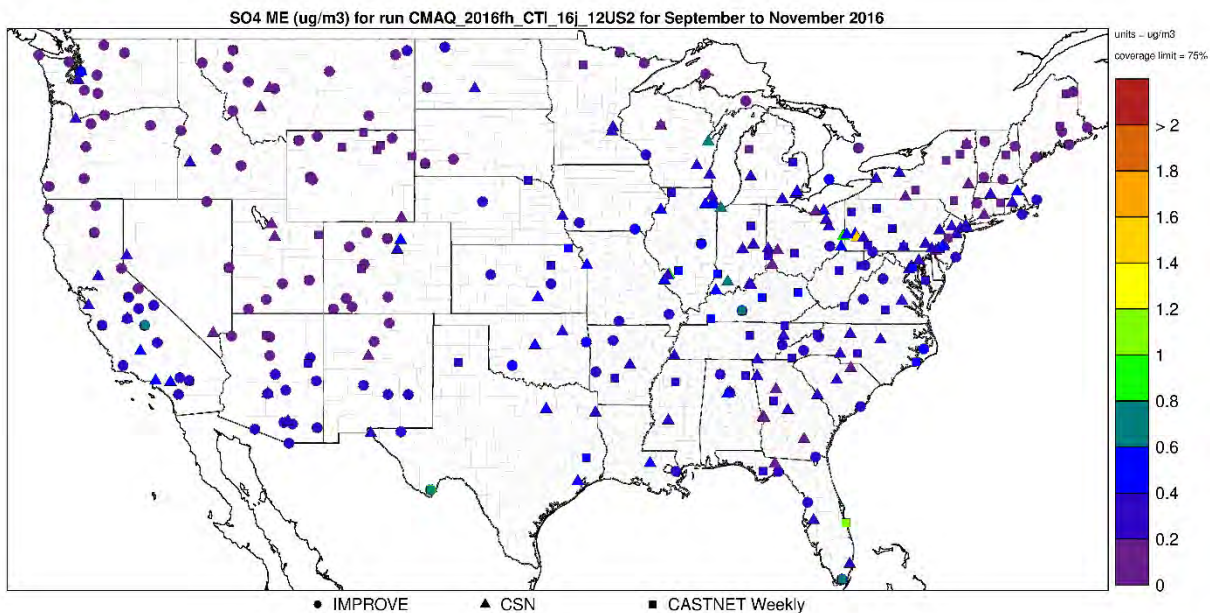 SO4 ME (ug/m3) for run CMAQ_2016fh_CTI_16j_12US2 for September to November 2016
units = ug/m3
coverage limit = 75%
> 2
1.8
1.6
1.4
1.2
1
0.8
0.6
0.4
0.2
0
IMPROVE CSN CASTNET Weekly